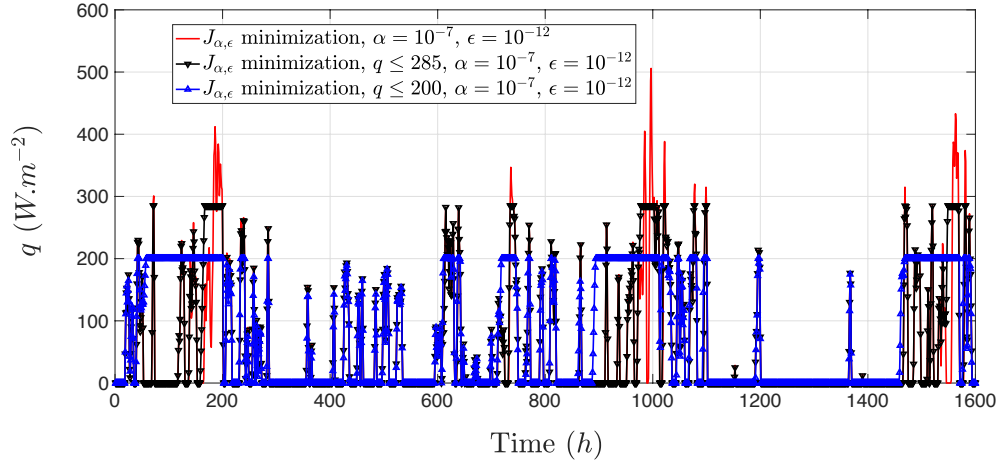 600
500
400
300
200
100
0
q (W.m⁻²)
J_{α,ϵ} minimization, α = 10⁻⁷, ϵ = 10⁻¹²
J_{α,ϵ} minimization, q ≤ 285, α = 10⁻⁷, ϵ = 10⁻¹²
J_{α,ϵ} minimization, q ≤ 200, α = 10⁻⁷, ϵ = 10⁻¹²
0 200 400 600 800 1000 1200 1400 1600
Time (h)